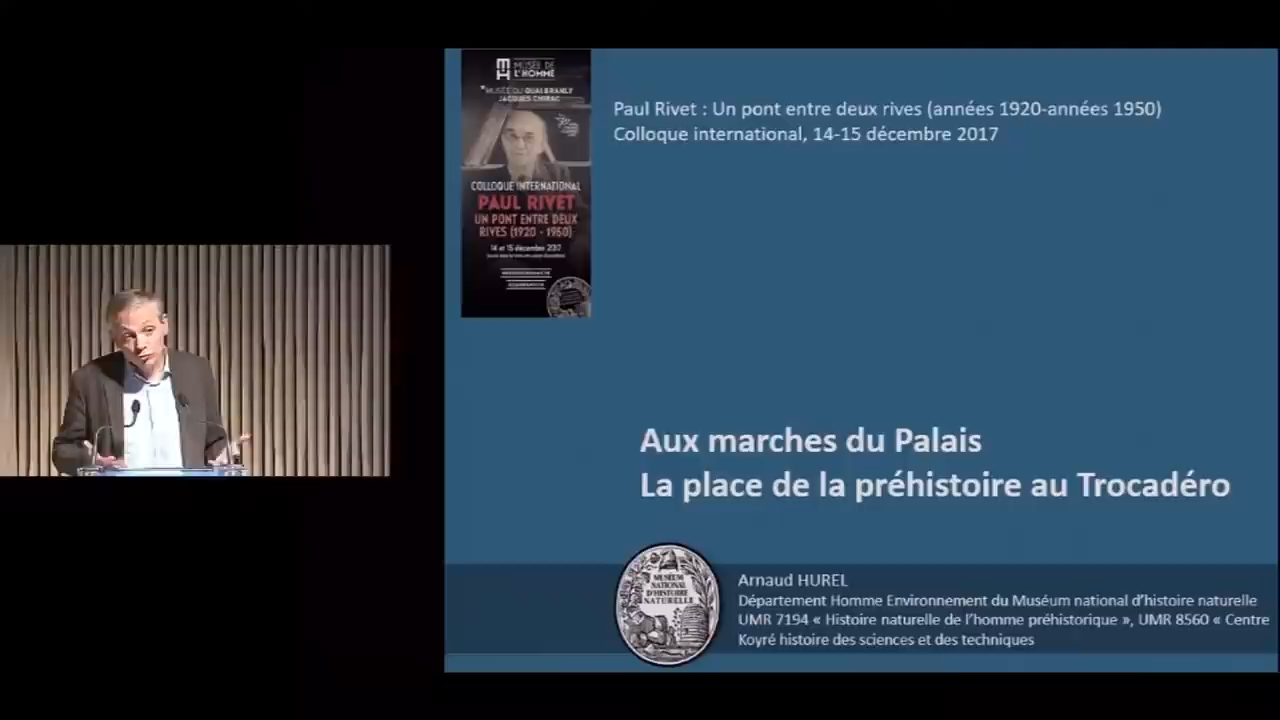 MUSÉE DE
L'HOMME
MUSÉE DU QUAI BRANLY
JACQUES CHIRAC
COLLOQUE INTERNATIONAL
PAUL RIVET
UN PONT ENTRE DEUX
RIVES (1920 - 1950)
14 et 15 décembre 2017
Paul Rivet : Un pont entre deux rives (années 1920-années 1950)
Colloque international, 14-15 décembre 2017
Aux marches du Palais
La place de la préhistoire au Trocadéro
MUSÉUM
NATIONAL
D'HISTOIRE
NATURELLE
Arnaud HUREL
Département Homme Environnement du Muséum national d'histoire naturelle
UMR 7194 « Histoire naturelle de l'homme préhistorique », UMR 8560 « Centre
Koyré histoire des sciences et des techniques